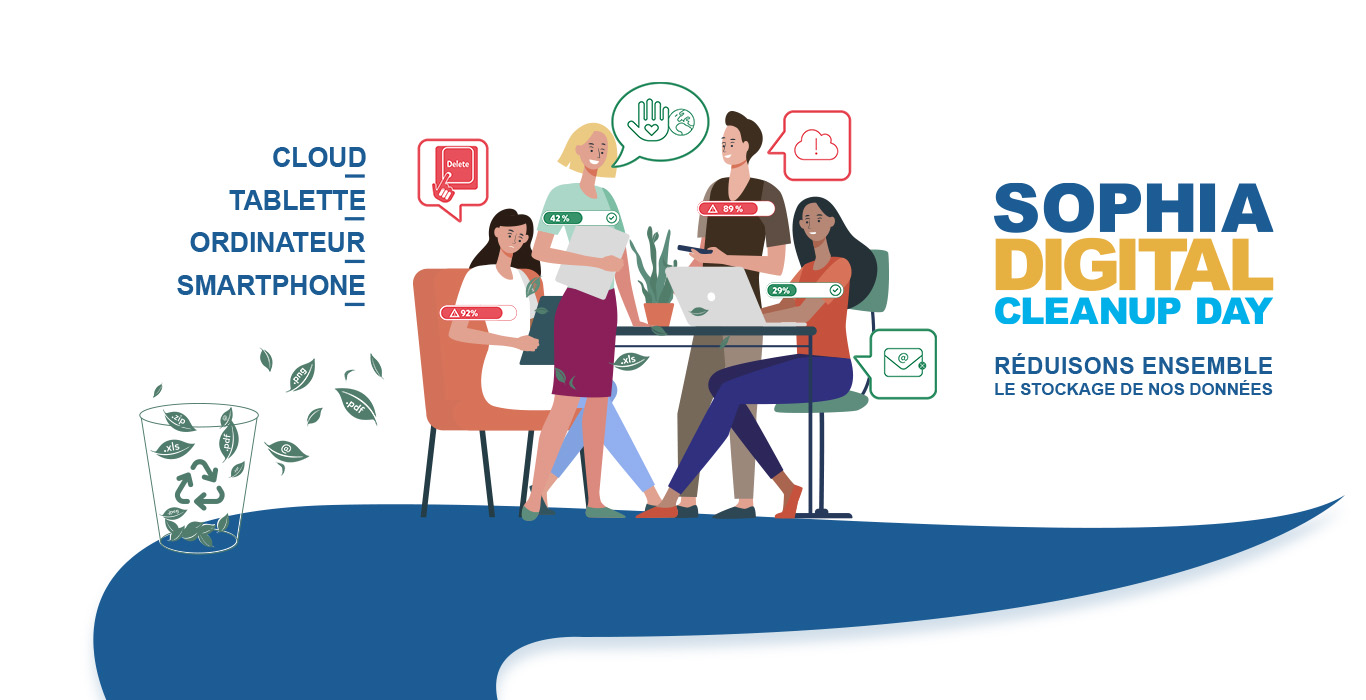 CLOUD
TABLETTE
ORDINATEUR
SMARTPHONE
Delete
42 %
89 %
29%
92%
@
SOPHIA
DIGITAL
CLEANUP DAY
RÉDUISONS ENSEMBLE
LE STOCKAGE DE NOS DONNÉES
.png
.pdf
.zip
.xls
.pdf
@
.png
.xls